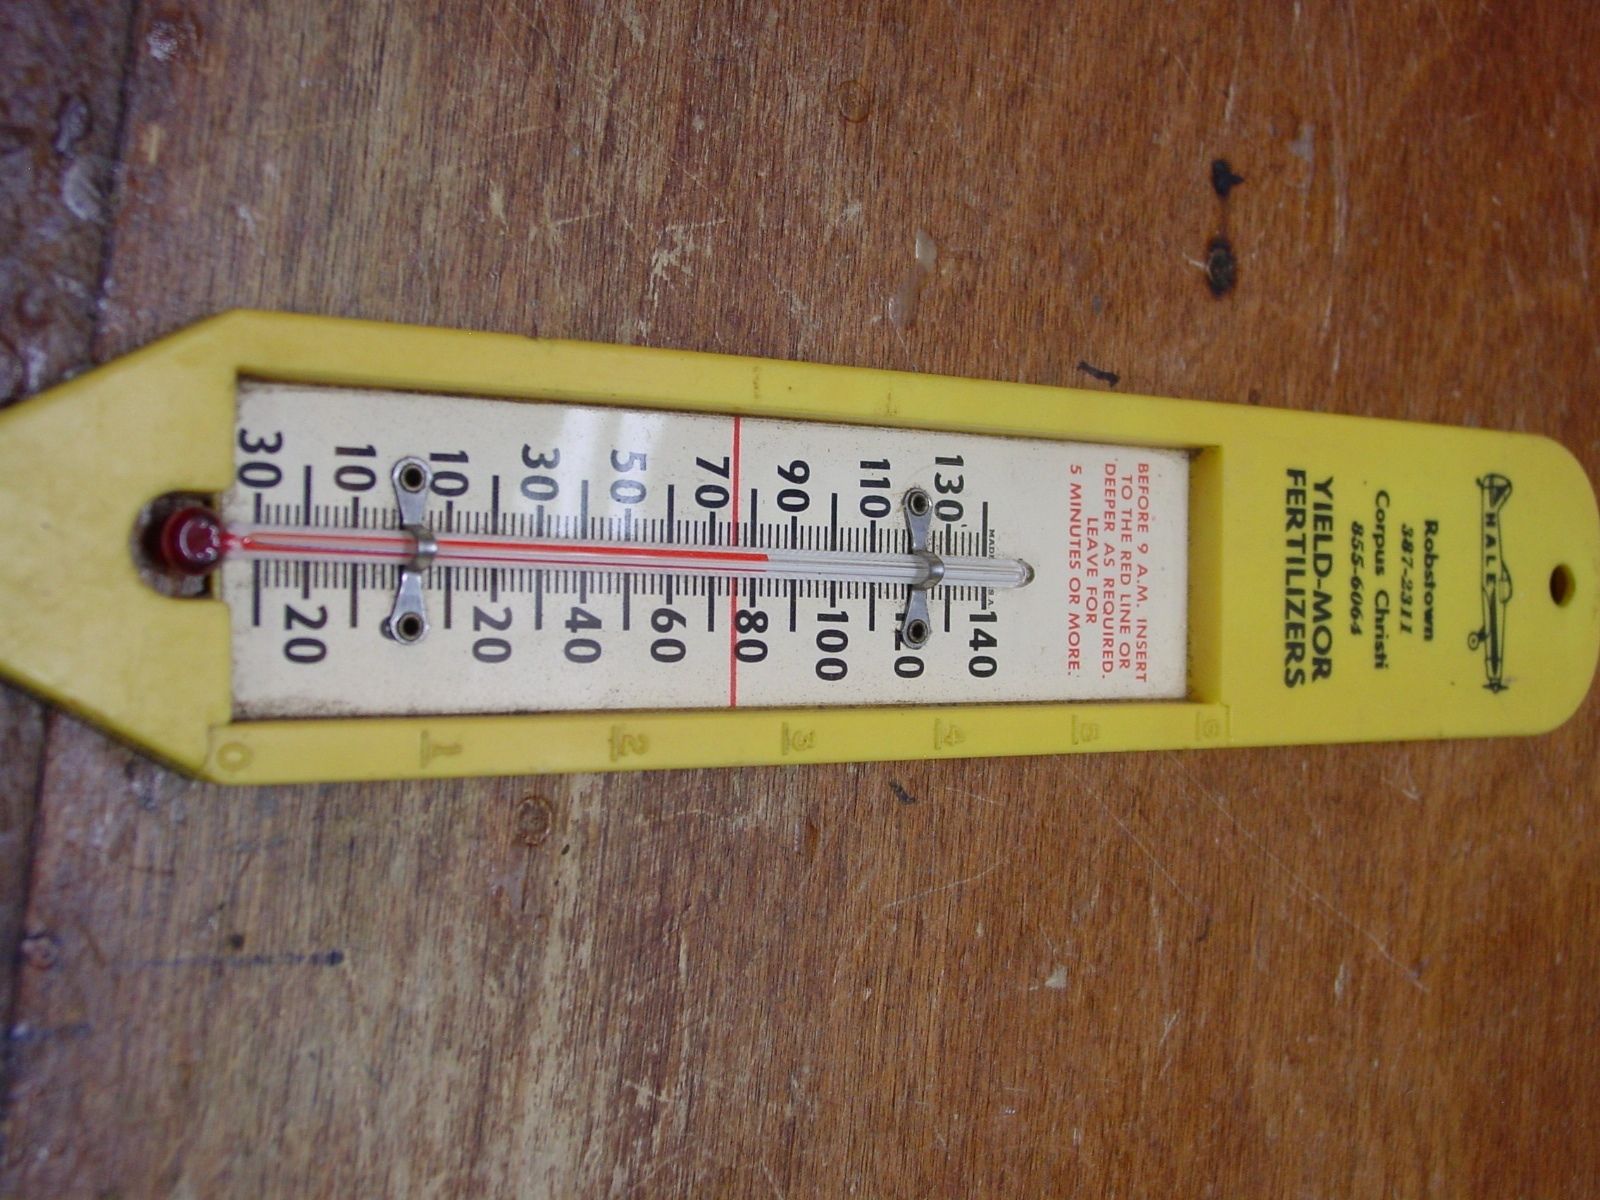 HALE
Robstown
387-2311
Corpus Christi
855-6064
YIELD-MOR
FERTILIZERS
BEFORE 9 A.M. INSERT
TO THE RED LINE OR
DEEPER AS REQUIRED.
LEAVE FOR
5 MINUTES OR MORE.
MADE
U.S.A.
130 140
110 120
90 100
70 80
50 60
30 40
10 20
10
30 20
0 1 2 3 4 5 6